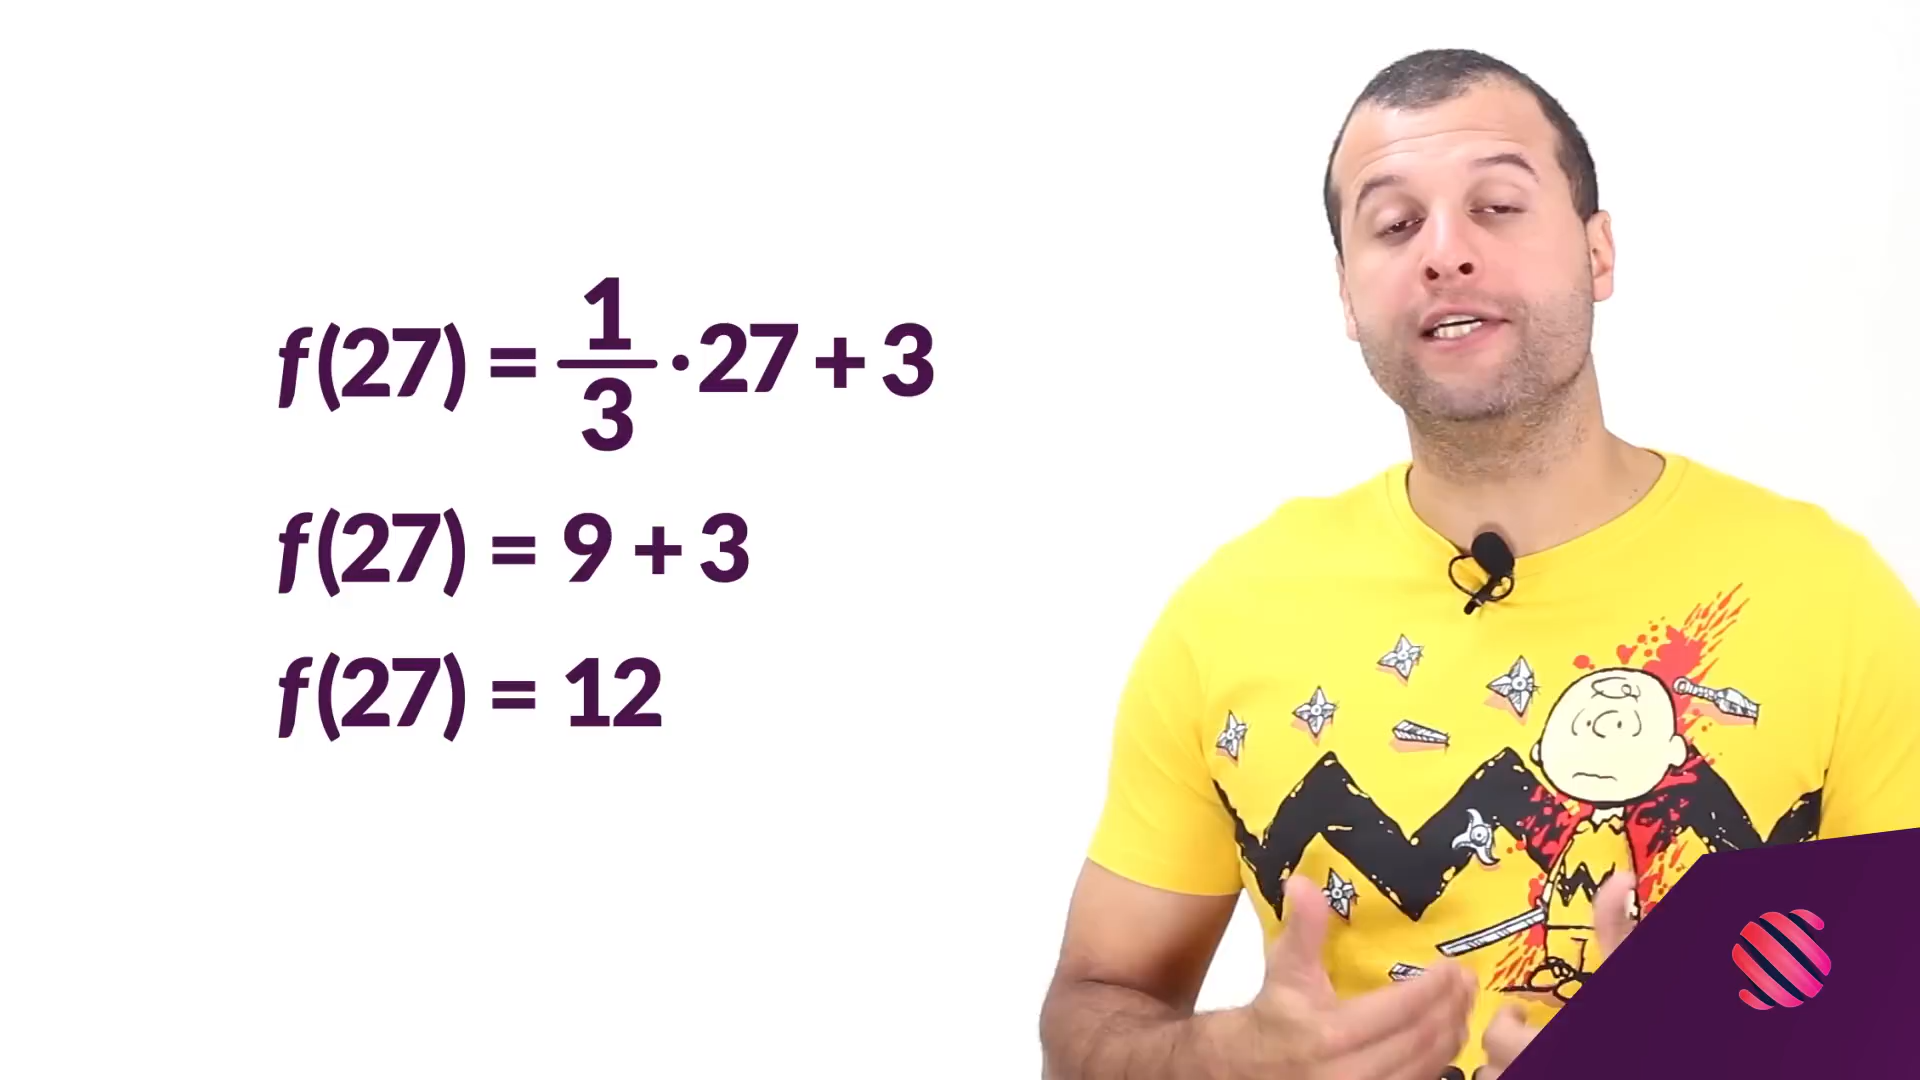 f(27) = 1/3 · 27 + 3
f(27) = 9 + 3
f(27) = 12